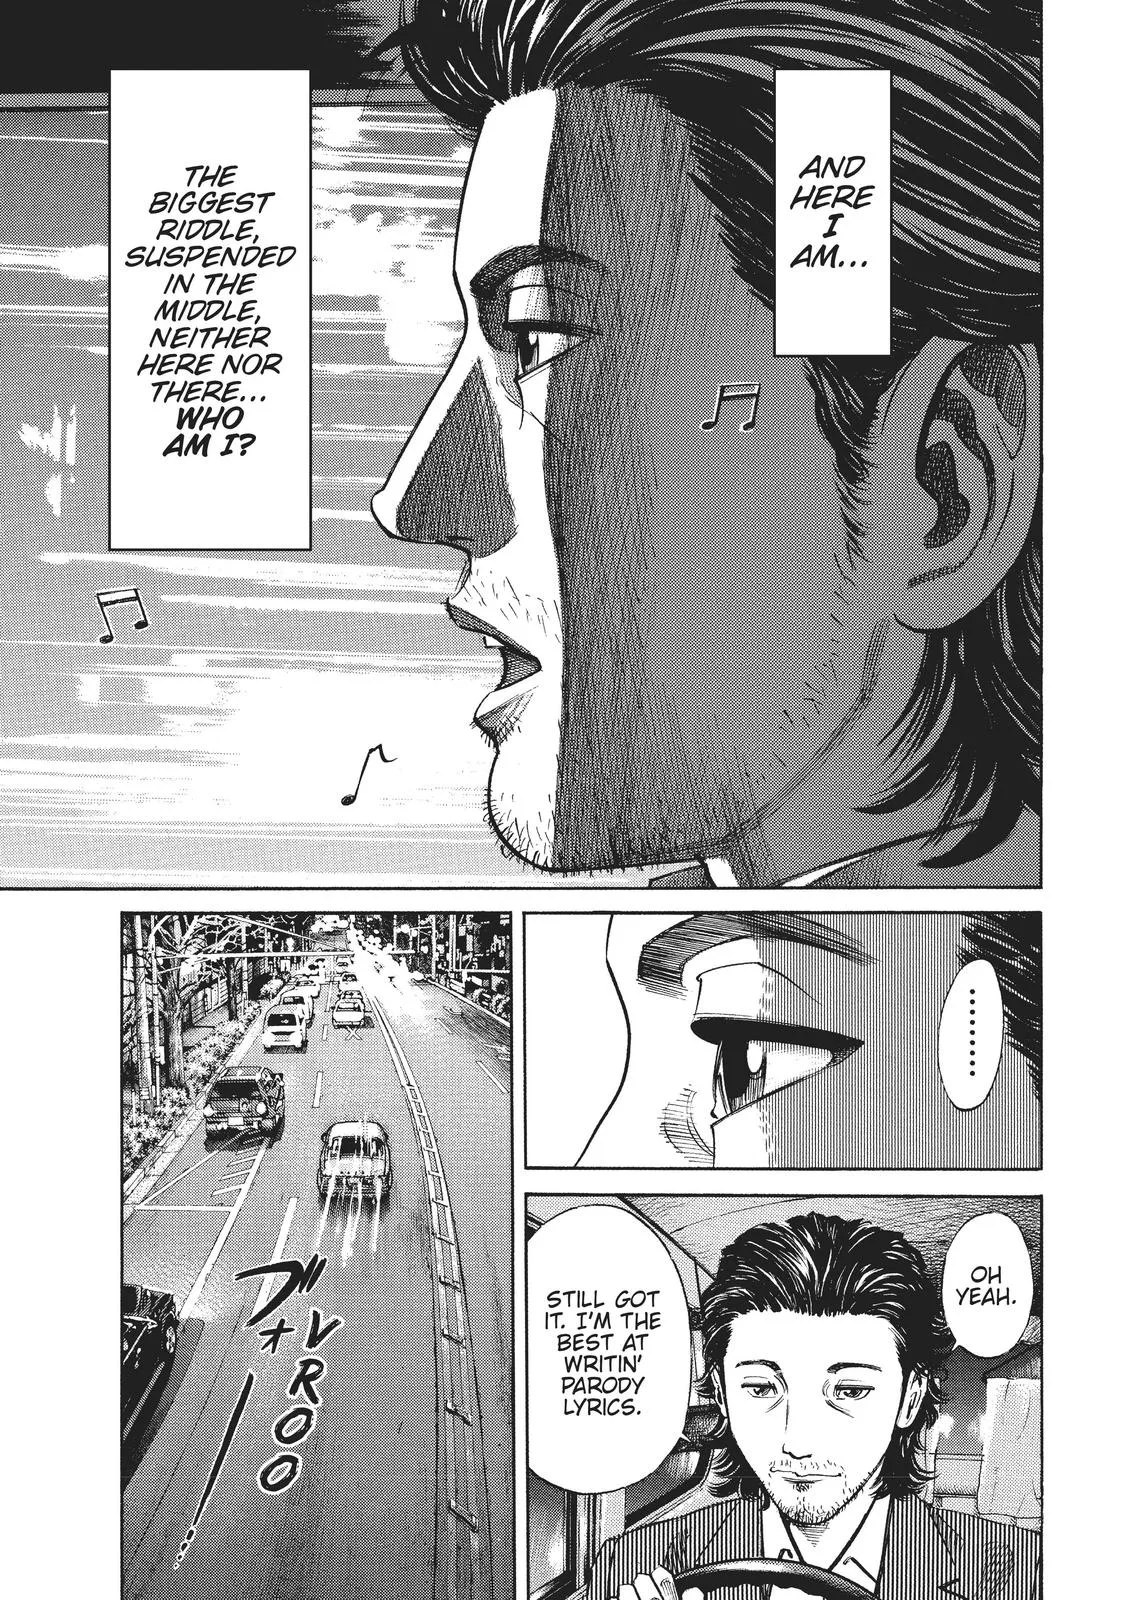 AND
HERE
I
AM...
THE
BIGGEST
RIDDLE,
SUSPENDED
IN THE
MIDDLE,
NEITHER
HERE NOR
THERE...
WHO
AM I?
.........
OH
YEAH.
STILL GOT
IT. I'M THE
BEST AT
WRITIN'
PARODY
LYRICS.
ブォー
VROOO